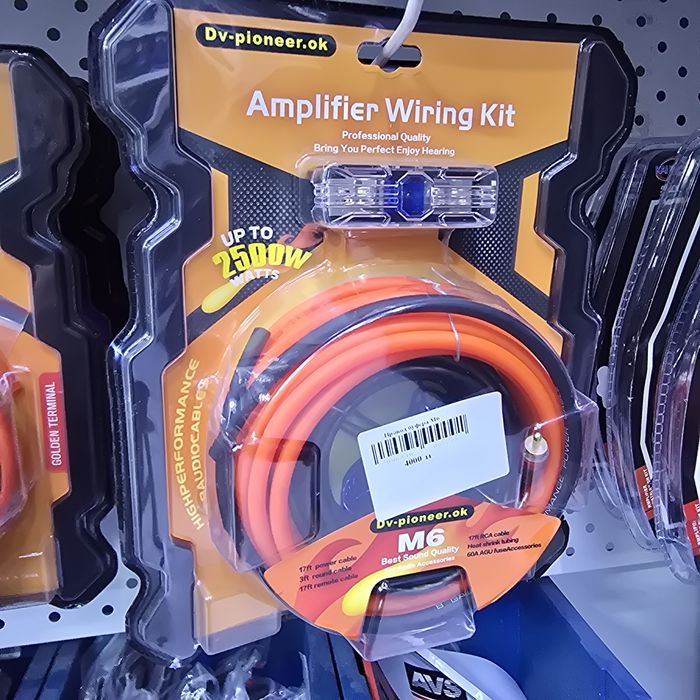 Dv-pioneer.ok
Amplifier Wiring Kit
Professional Quality
Bring You Perfect Enjoy Hearing
UP TO
2500W
WATTS
HIGHPERFORMANCE
AUDIOCABLES
GOLDEN TERMINAL
4000
Dv-pioneer.ok
M6
Best Sound Quality
Accessories
17ft power cable
3ft round cable
17ft remote cable
17ft RCA cable
Heat shrink tubing
60A AGU fuseAccessories
POWER
AVS